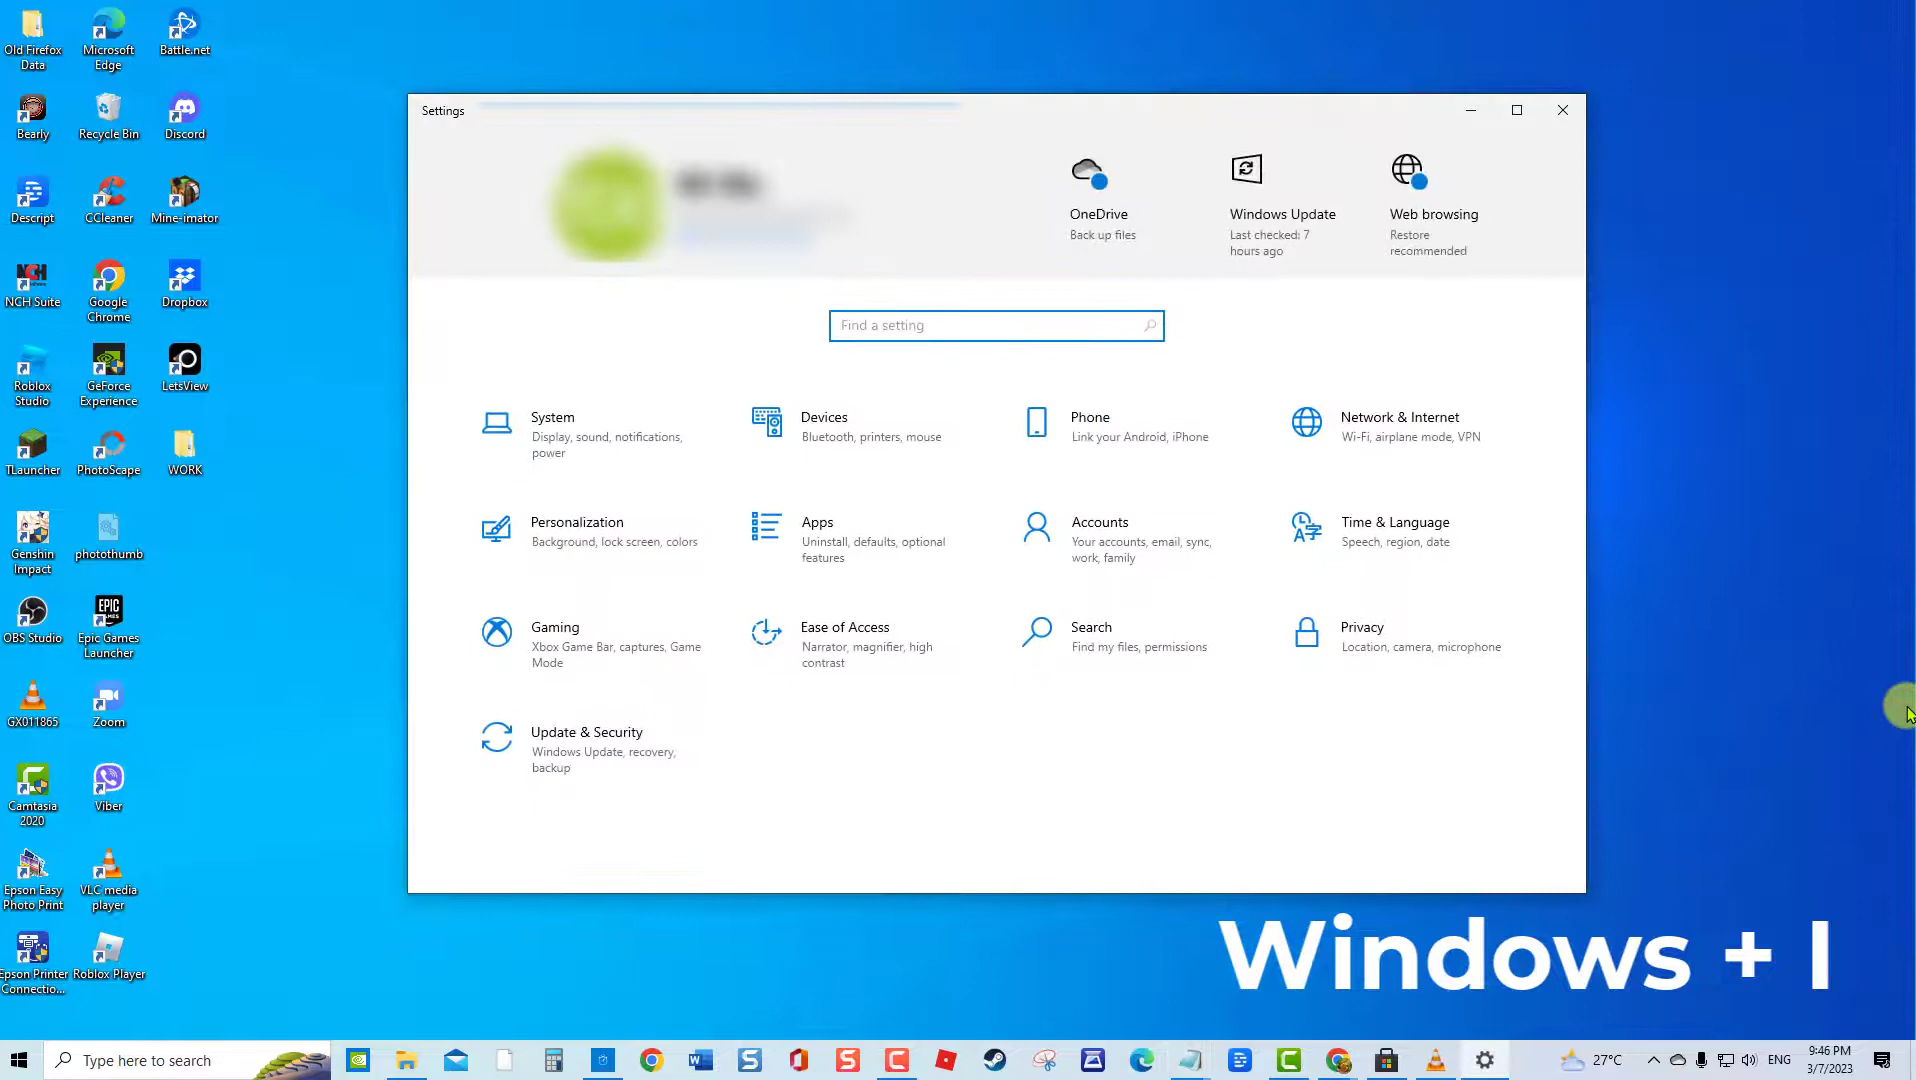 Old Firefox
Data
Microsoft
Edge
Battle.net
Bearly
Recycle Bin
Discord
Descript
CCleaner
Mine-imator
NCH Suite
Google
Chrome
Dropbox
Roblox
Studio
GeForce
Experience
LetsView
TLauncher
PhotoScape
WORK
Genshin
Impact
photothumb
OBS Studio
Epic Games
Launcher
GX011865
Zoom
Camtasia
2020
Viber
Epson Easy
Photo Print
VLC media
player
Epson Printer
Connectio...
Roblox Player
Settings
OneDrive
Back up files
Windows Update
Last checked: 7
hours ago
Web browsing
Restore
recommended
Find a setting
System
Display, sound, notifications,
power
Devices
Bluetooth, printers, mouse
Phone
Link your Android, iPhone
Network & Internet
Wi-Fi, airplane mode, VPN
Personalization
Background, lock screen, colors
Apps
Uninstall, defaults, optional
features
Accounts
Your accounts, email, sync,
work, family
Time & Language
Speech, region, date
Gaming
Xbox Game Bar, captures, Game
Mode
Ease of Access
Narrator, magnifier, high
contrast
Search
Find my files, permissions
Privacy
Location, camera, microphone
Update & Security
Windows Update, recovery,
backup
Windows + I
Type here to search
27°C
ENG
9:46 PM
3/7/2023